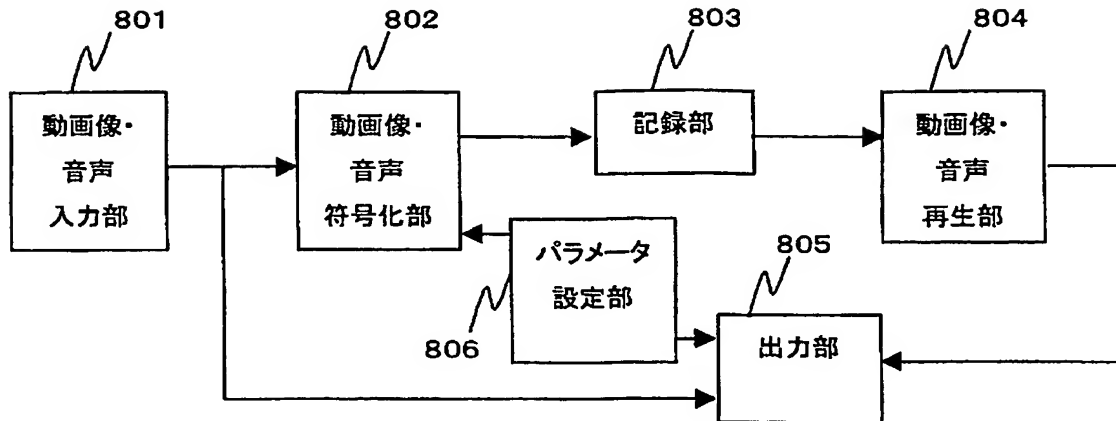 801
802
803
804
動画像・
音声
入力部
動画像・
音声
符号化部
記録部
動画像・
音声
再生部
パラメータ
設定部
806
805
出力部